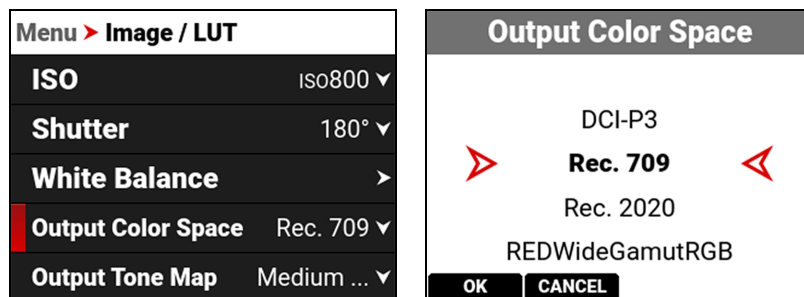 Menu > Image / LUT
ISO ISO800
Shutter 180°
White Balance
Output Color Space Rec. 709
Output Tone Map Medium ...
Output Color Space
DCI-P3
Rec. 709
Rec. 2020
REDWideGamutRGB
OK CANCEL